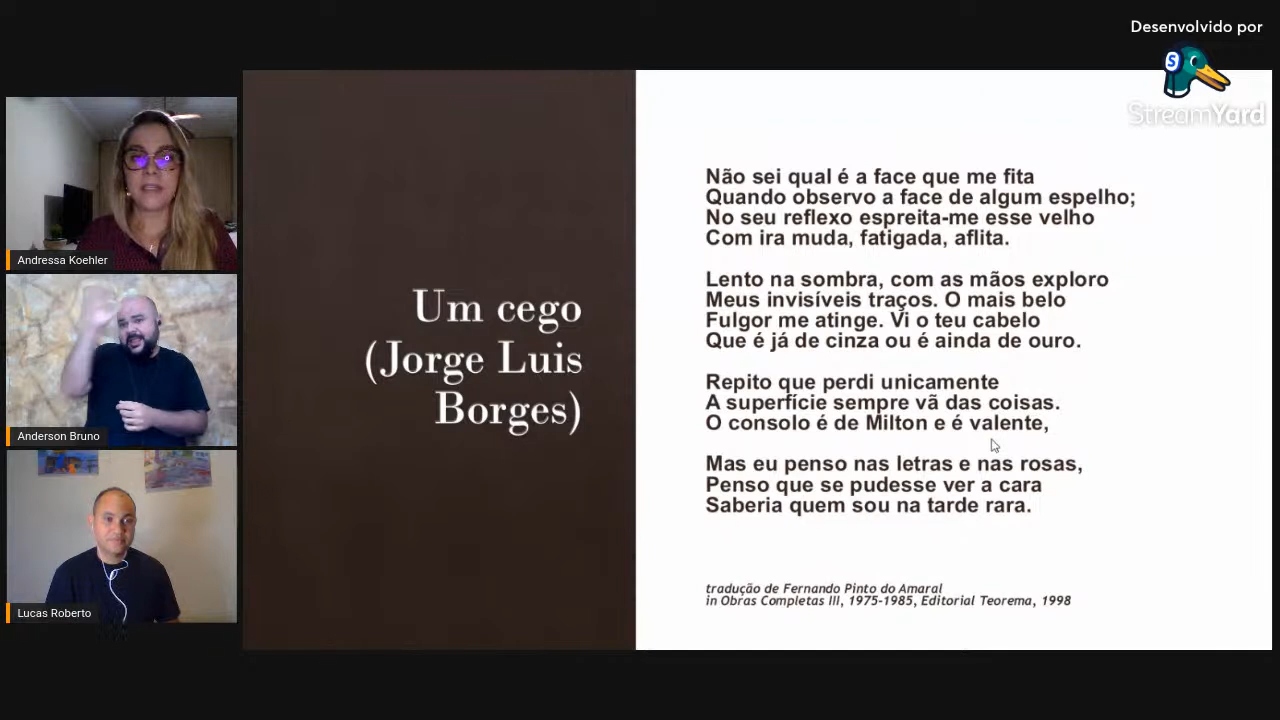 Desenvolvido por
StreamYard
Andressa Koehler
Anderson Bruno
Lucas Roberto
Um cego
(Jorge Luis
Borges)
Não sei qual é a face que me fita
Quando observo a face de algum espelho;
No seu reflexo espreita-me esse velho
Com ira muda, fatigada, aflita.
Lento na sombra, com as mãos exploro
Meus invisíveis traços. O mais belo
Fulgor me atinge. Vi o teu cabelo
Que é já de cinza ou é ainda de ouro.
Repito que perdi unicamente
A superfície sempre vã das coisas.
O consolo é de Milton e é valente,
Mas eu penso nas letras e nas rosas,
Penso que se pudesse ver a cara
Saberia quem sou na tarde rara.
tradução de Fernando Pinto do Amaral
in Obras Completas III, 1975-1985, Editorial Teorema, 1998